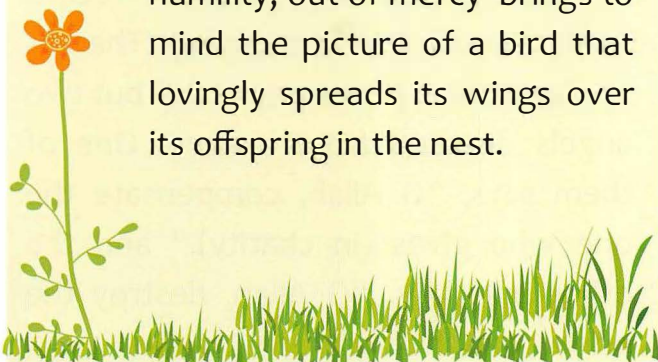 humility, out of mercy" brings to
mind the picture of a bird that
lovingly spreads its wings over
its offspring in the nest.